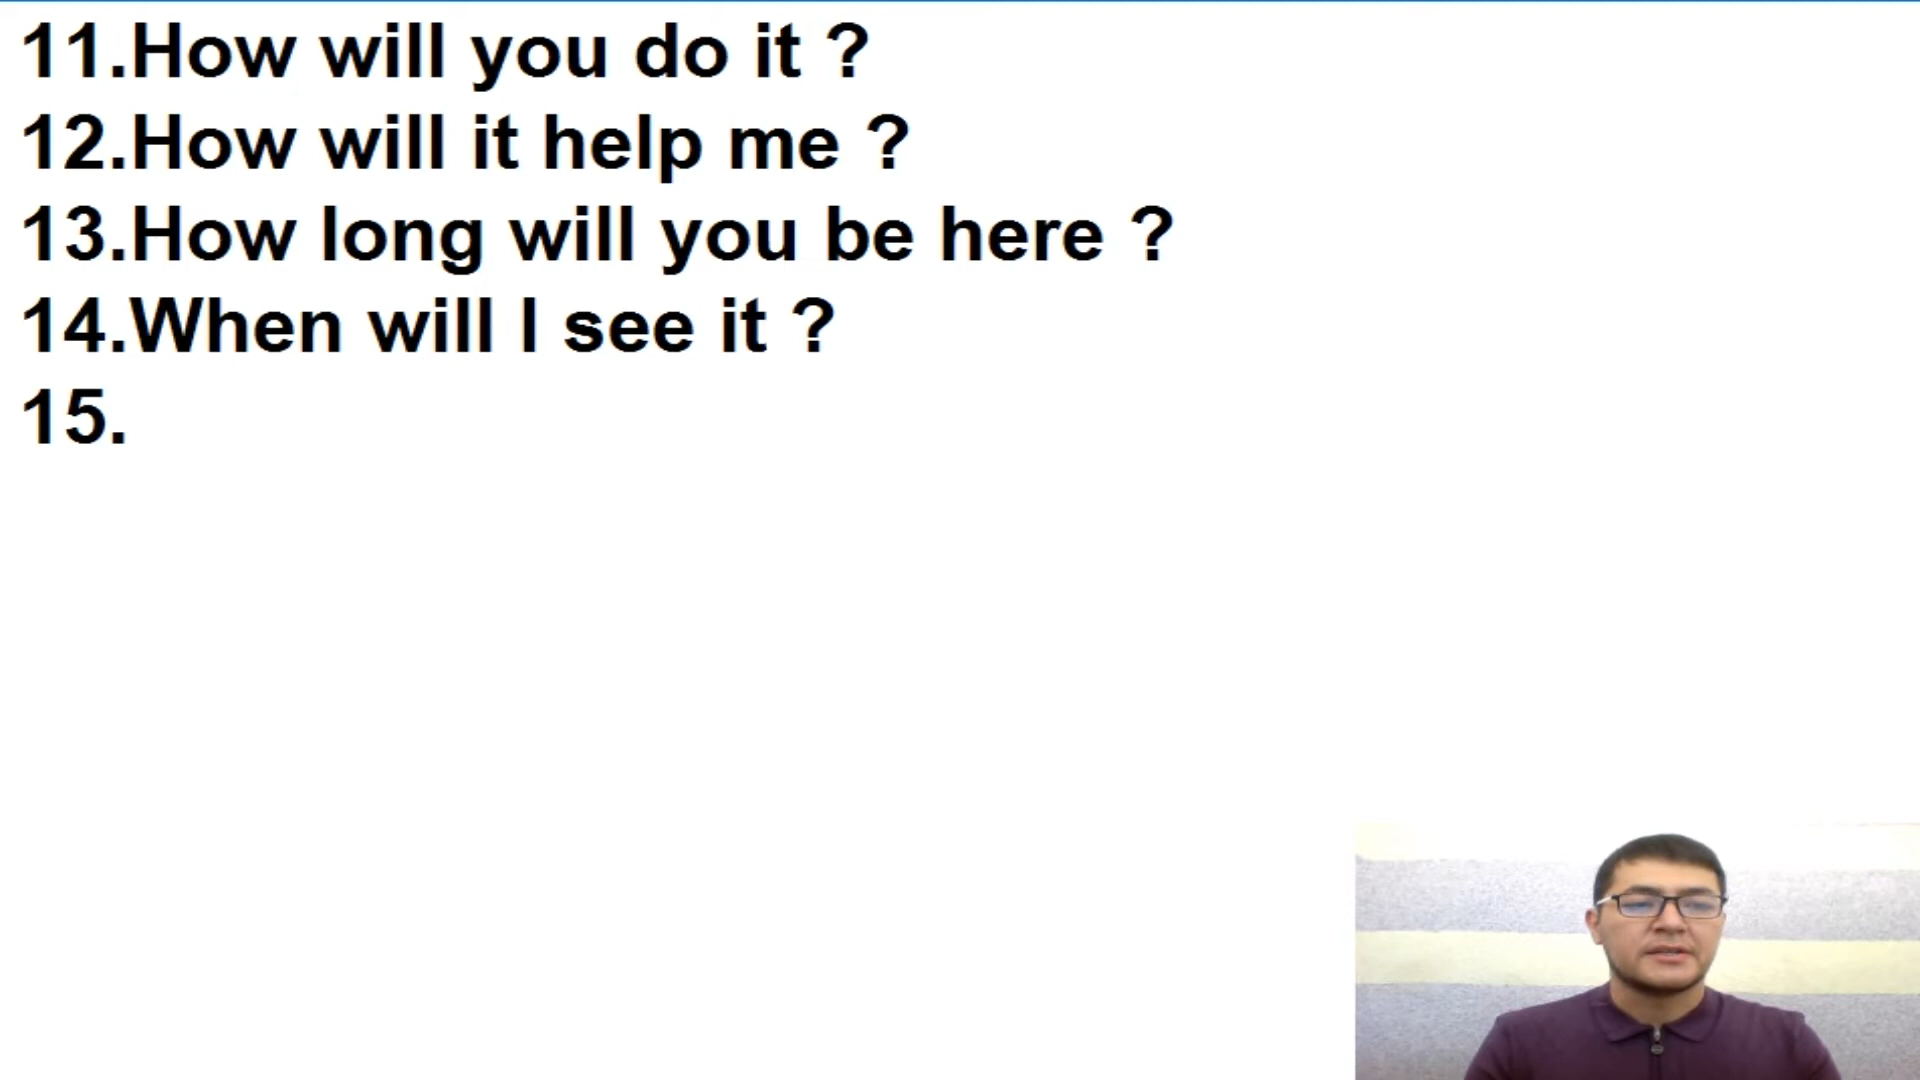 11.How will you do it ?
12.How will it help me ?
13.How long will you be here ?
14.When will I see it ?
15.